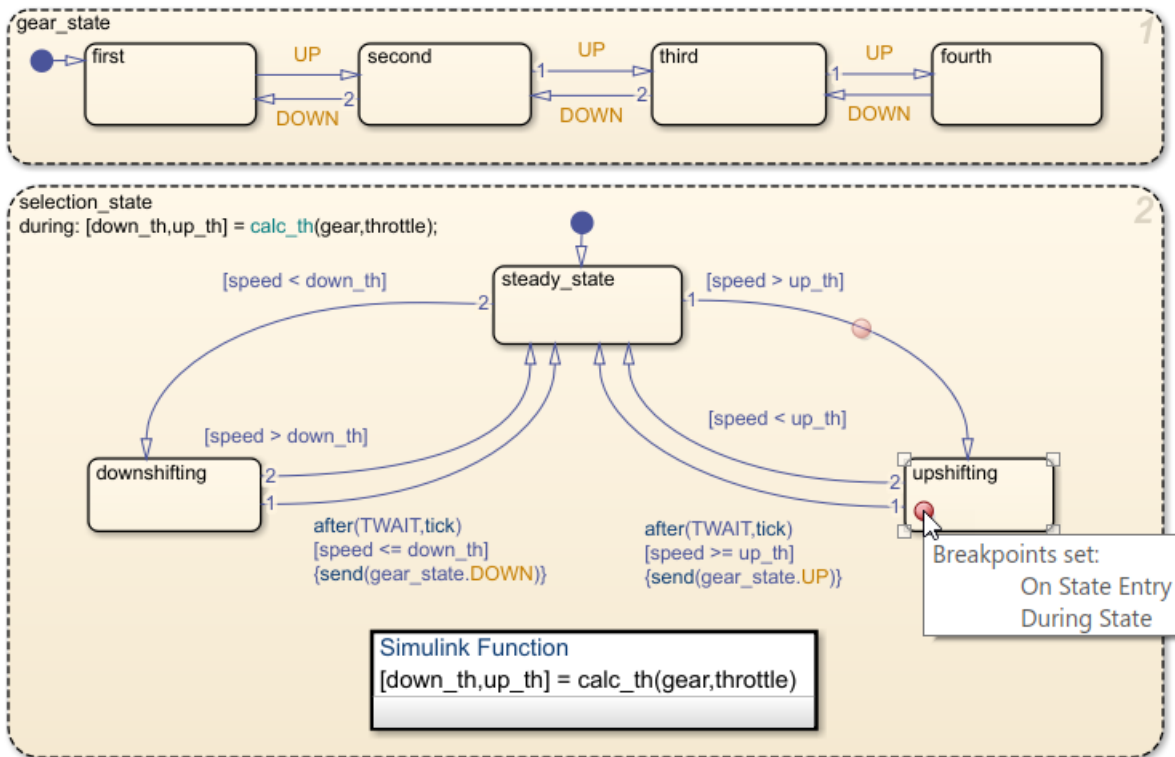 gear_state
1
first
UP
DOWN
2
second
1
UP
DOWN
2
third
1
UP
DOWN
fourth
selection_state
2
during: [down_th,up_th] = calc_th(gear,throttle);
steady_state
[speed < down_th]
2
1
[speed > up_th]
[speed > down_th]
[speed < up_th]
downshifting
2
1
upshifting
2
1
after(TWAIT,tick)
[speed <= down_th]
{send(gear_state.DOWN)}
after(TWAIT,tick)
[speed >= up_th]
{send(gear_state.UP)}
Breakpoints set:
On State Entry
During State
Simulink Function
[down_th,up_th] = calc_th(gear,throttle)